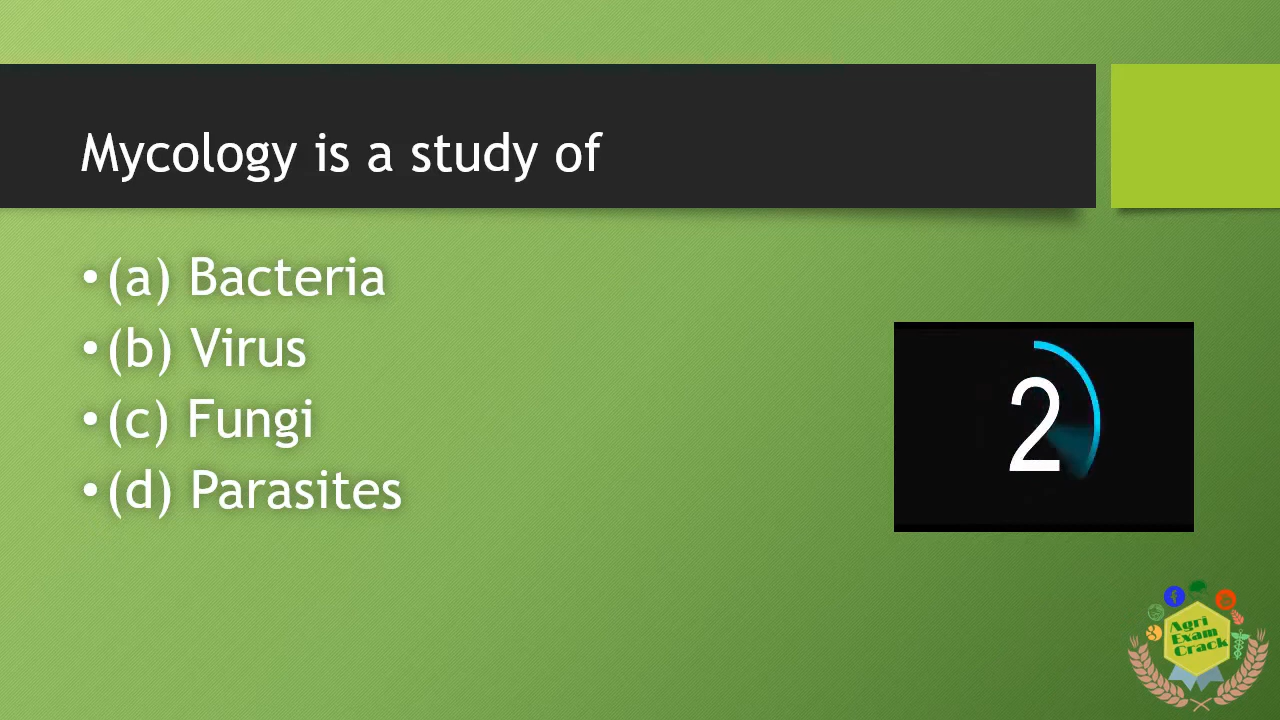 Mycology is a study of
•(a) Bacteria
•(b) Virus
•(c) Fungi
•(d) Parasites
2
Agri
Exam
Crack